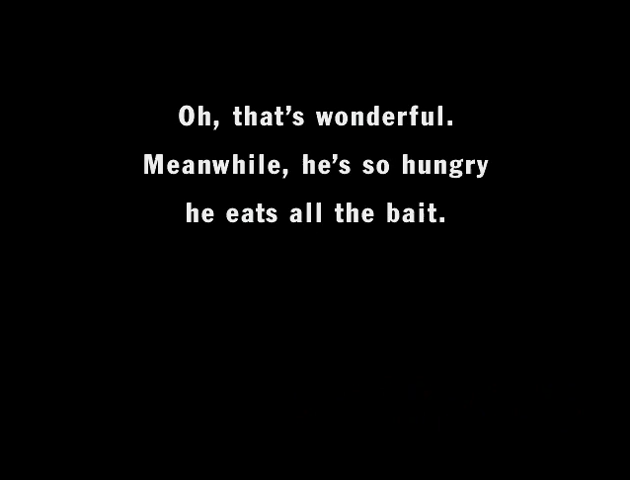 Oh, that’s wonderful.
Meanwhile, he’s so hungry
he eats all the bait.